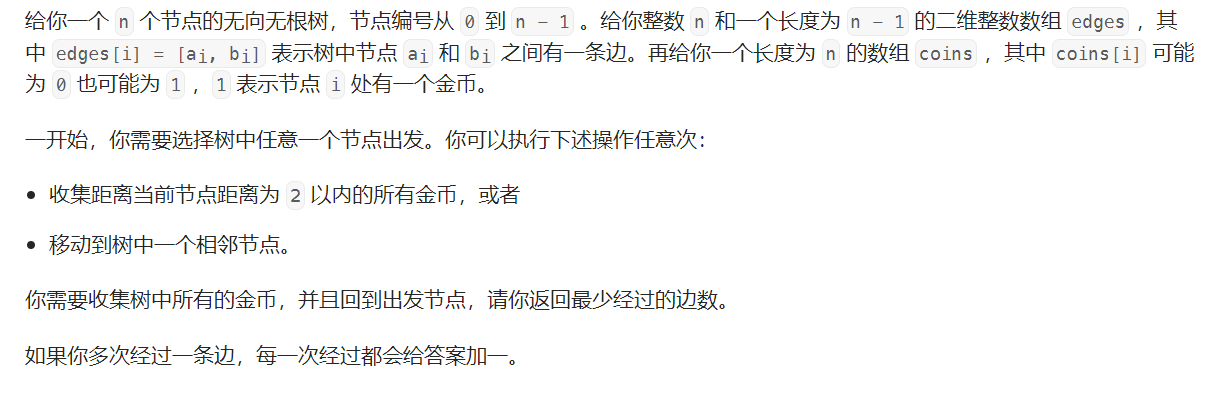 给你一个 n 个节点的无向无根树，节点编号从 0 到 n - 1 。给你整数 n 和一个长度为 n - 1 的二维整数数组 edges ，其
中 edges[i] = [ai, bi] 表示树中节点 ai 和 bi 之间有一条边。再给你一个长度为 n 的数组 coins ，其中 coins[i] 可能
为 0 也可能为 1 ，1 表示节点 i 处有一个金币。
一开始，你需要选择树中任意一个节点出发。你可以执行下述操作任意次：
• 收集距离当前节点距离为 2 以内的所有金币，或者
• 移动到树中一个相邻节点。
你需要收集树中所有的金币，并且回到出发节点，请你返回最少经过的边数。
如果你多次经过一条边，每一次经过都会给答案加一。